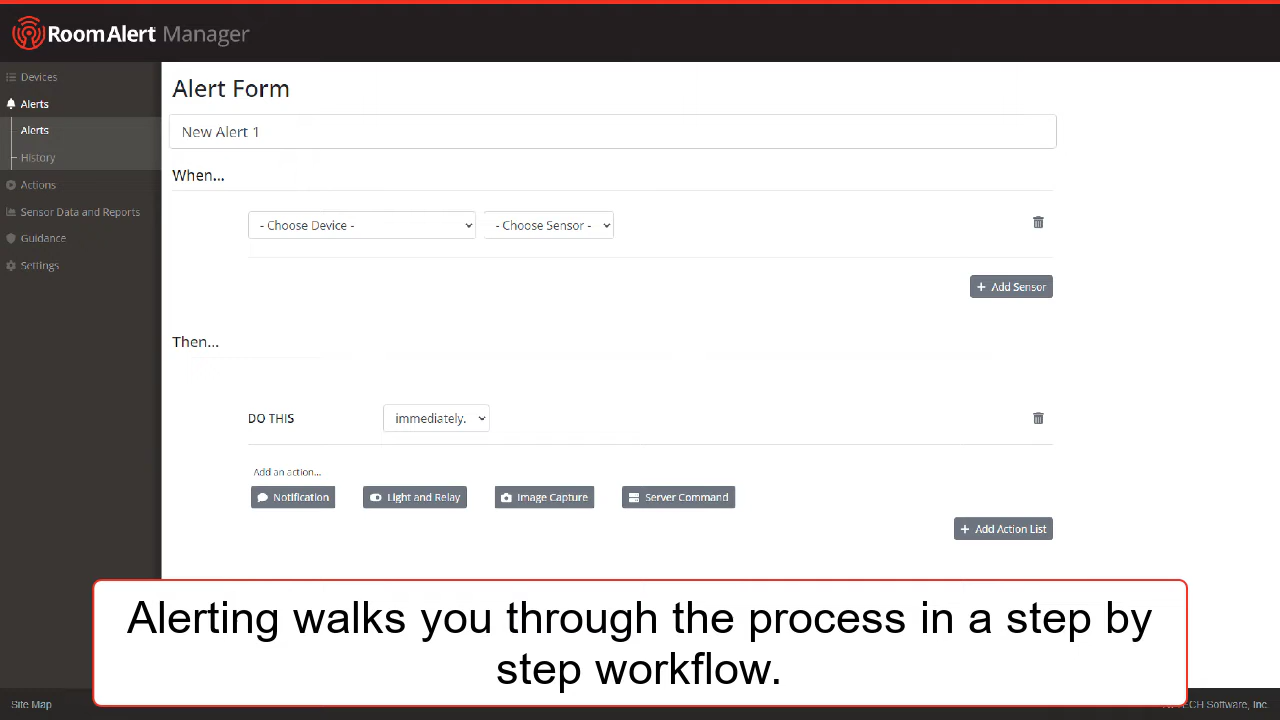 RoomAlert Manager
Devices
Alerts
Alerts
History
Actions
Sensor Data and Reports
Guidance
Settings
Alert Form
New Alert 1
When...
- Choose Device - - Choose Sensor -
+ Add Sensor
Then...
DO THIS immediately.
Add an action...
Notification Light and Relay Image Capture Server Command
+ Add Action List
Alerting walks you through the process in a step by
step workflow.
Site Map
Software, Inc.